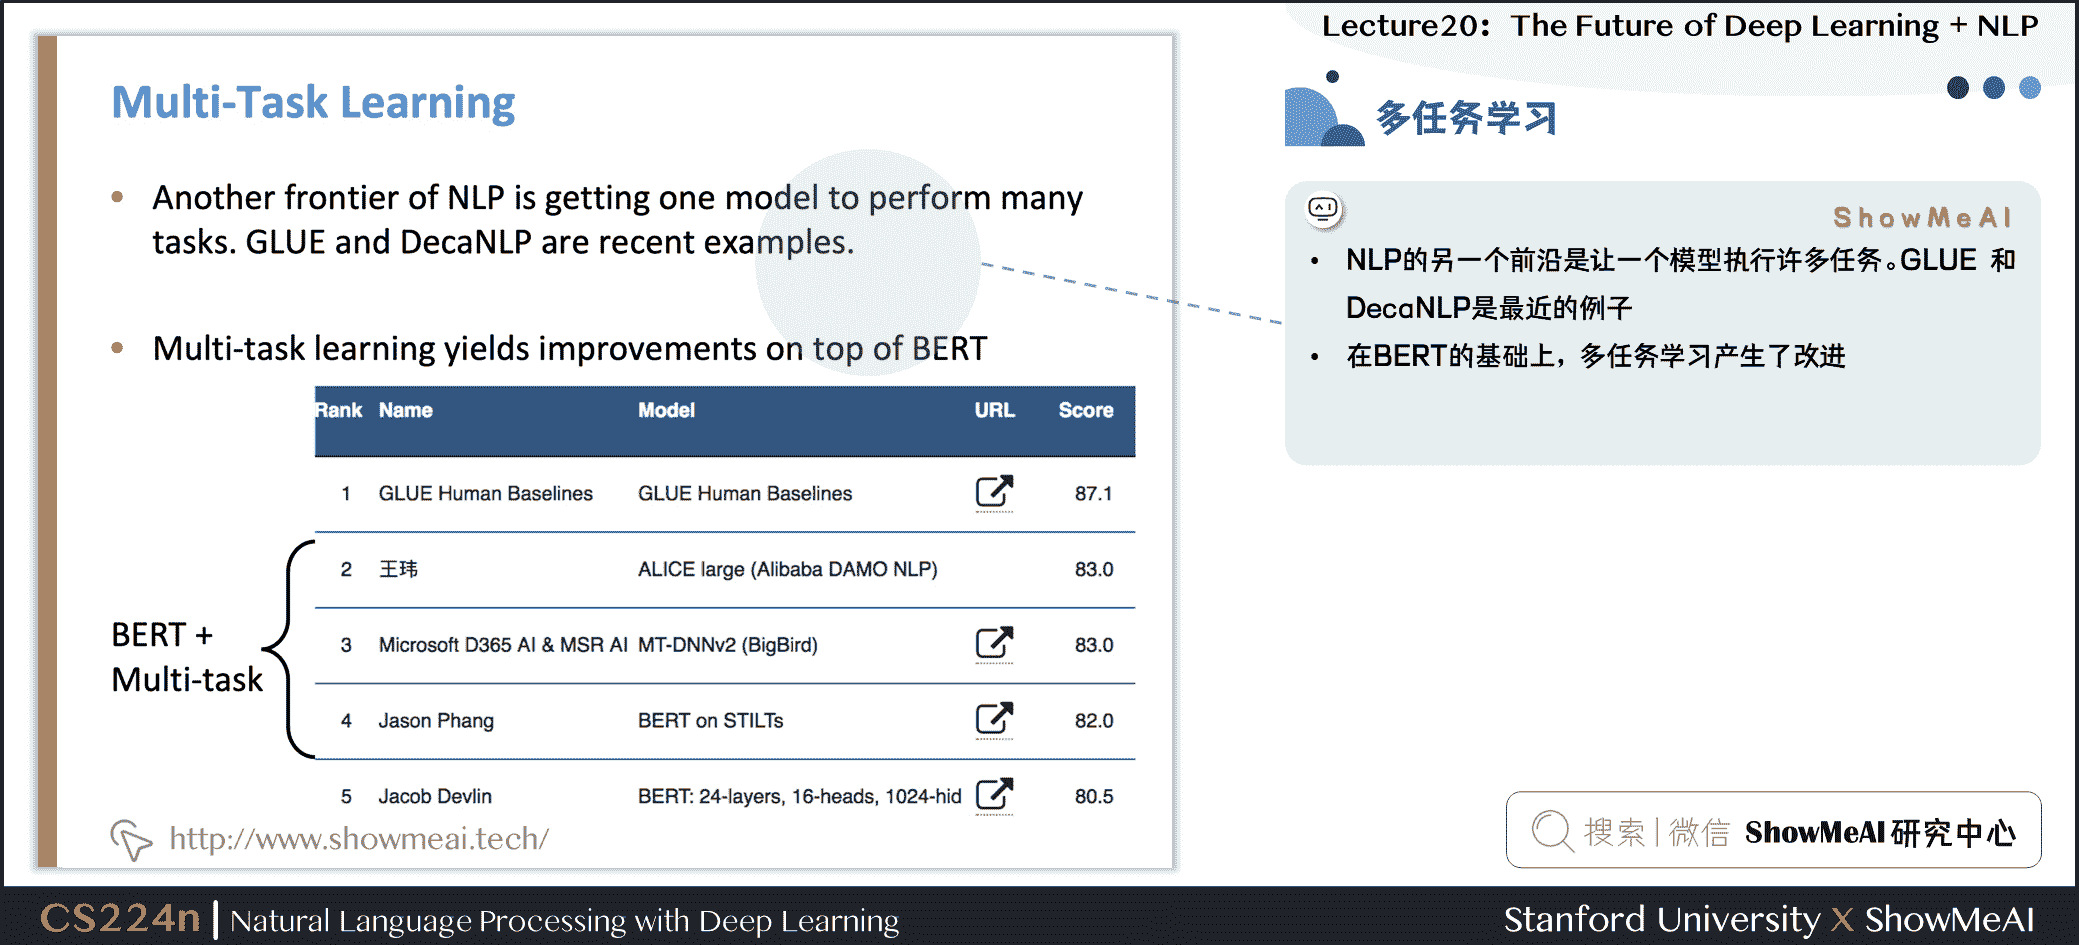 Lecture20：The Future of Deep Learning + NLP
Multi-Task Learning
Another frontier of NLP is getting one model to perform many
tasks. GLUE and DecaNLP are recent examples.
Multi-task learning yields improvements on top of BERT
Rank Name Model URL Score
1 GLUE Human Baselines GLUE Human Baselines 87.1
2 王玮 ALICE large (Alibaba DAMO NLP) 83.0
3 Microsoft D365 AI & MSR AI MT-DNNv2 (BigBird) 83.0
4 Jason Phang BERT on STILTs 82.0
5 Jacob Devlin BERT: 24-layers, 16-heads, 1024-hid 80.5
BERT +
Multi-task
http://www.showmeai.tech/
多任务学习
ShowMeAI
NLP的另一个前沿是让一个模型执行许多任务。GLUE 和
DecaNLP是最近的例子
在BERT的基础上，多任务学习产生了改进
搜索 | 微信 ShowMeAI 研究中心
CS224n | Natural Language Processing with Deep Learning
Stanford University X ShowMeAI